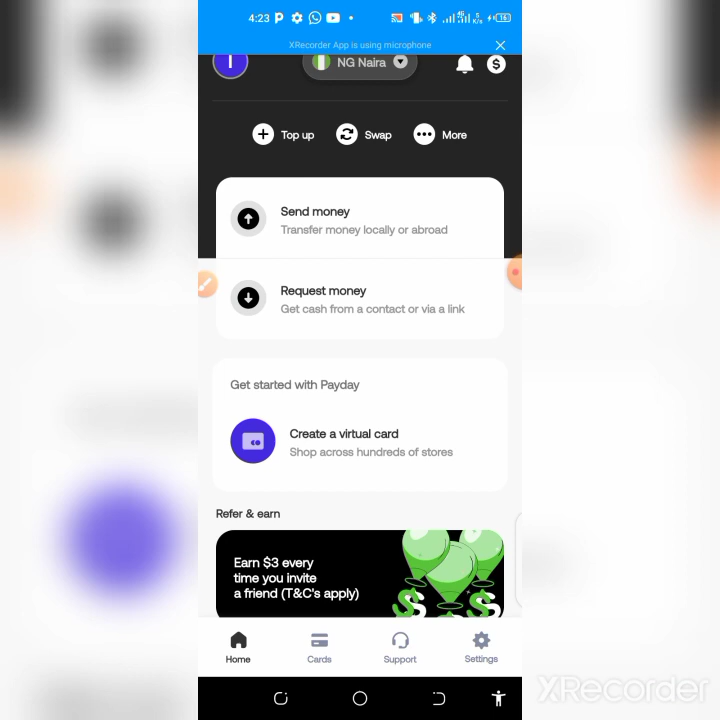 4:23
XRecorder App is using microphone
I
NG Naira
$
Top up
Swap
More
Send money
Transfer money locally or abroad
Request money
Get cash from a contact or via a link
Get started with Payday
Create a virtual card
Shop across hundreds of stores
Refer & earn
Earn $3 every
time you invite
a friend (T&C's apply)
Home
Cards
Support
Settings
XRecorder